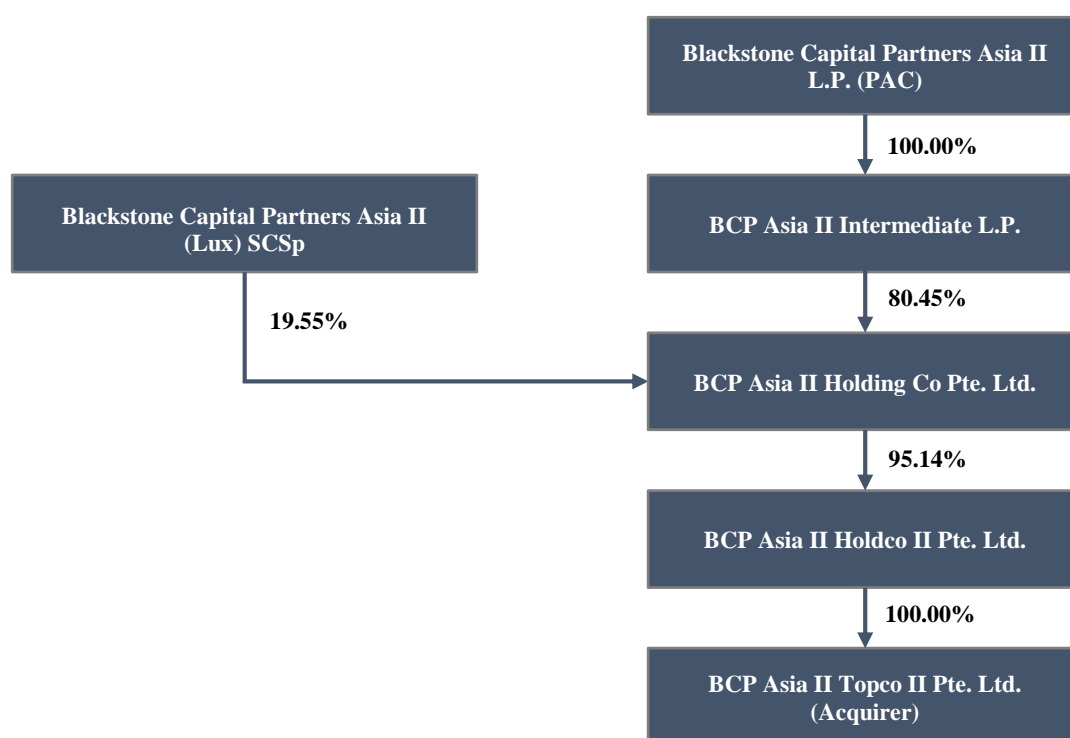 Blackstone Capital Partners Asia II
L.P. (PAC)
100.00%
Blackstone Capital Partners Asia II
(Lux) SCSp
BCP Asia II Intermediate L.P.
19.55%
80.45%
BCP Asia II Holding Co Pte. Ltd.
95.14%
BCP Asia II Holdco II Pte. Ltd.
100.00%
BCP Asia II Topco II Pte. Ltd.
(Acquirer)